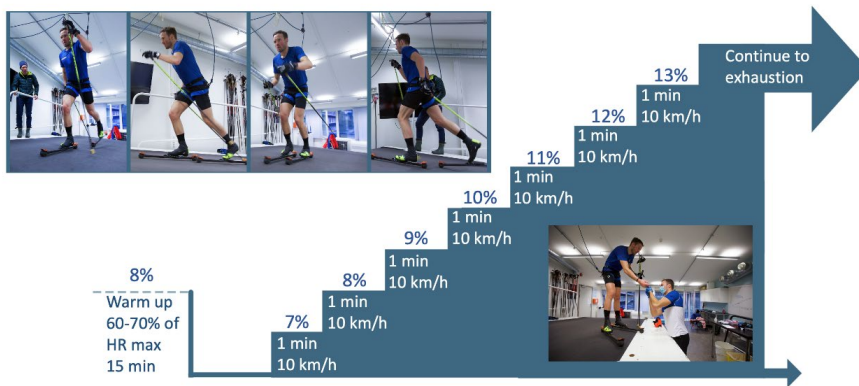 8%
Warm up
60-70% of
HR max
15 min
7%
1 min
10 km/h
8%
1 min
10 km/h
9%
1 min
10 km/h
10%
1 min
10 km/h
11%
1 min
10 km/h
12%
1 min
10 km/h
13%
1 min
10 km/h
Continue to
exhaustion